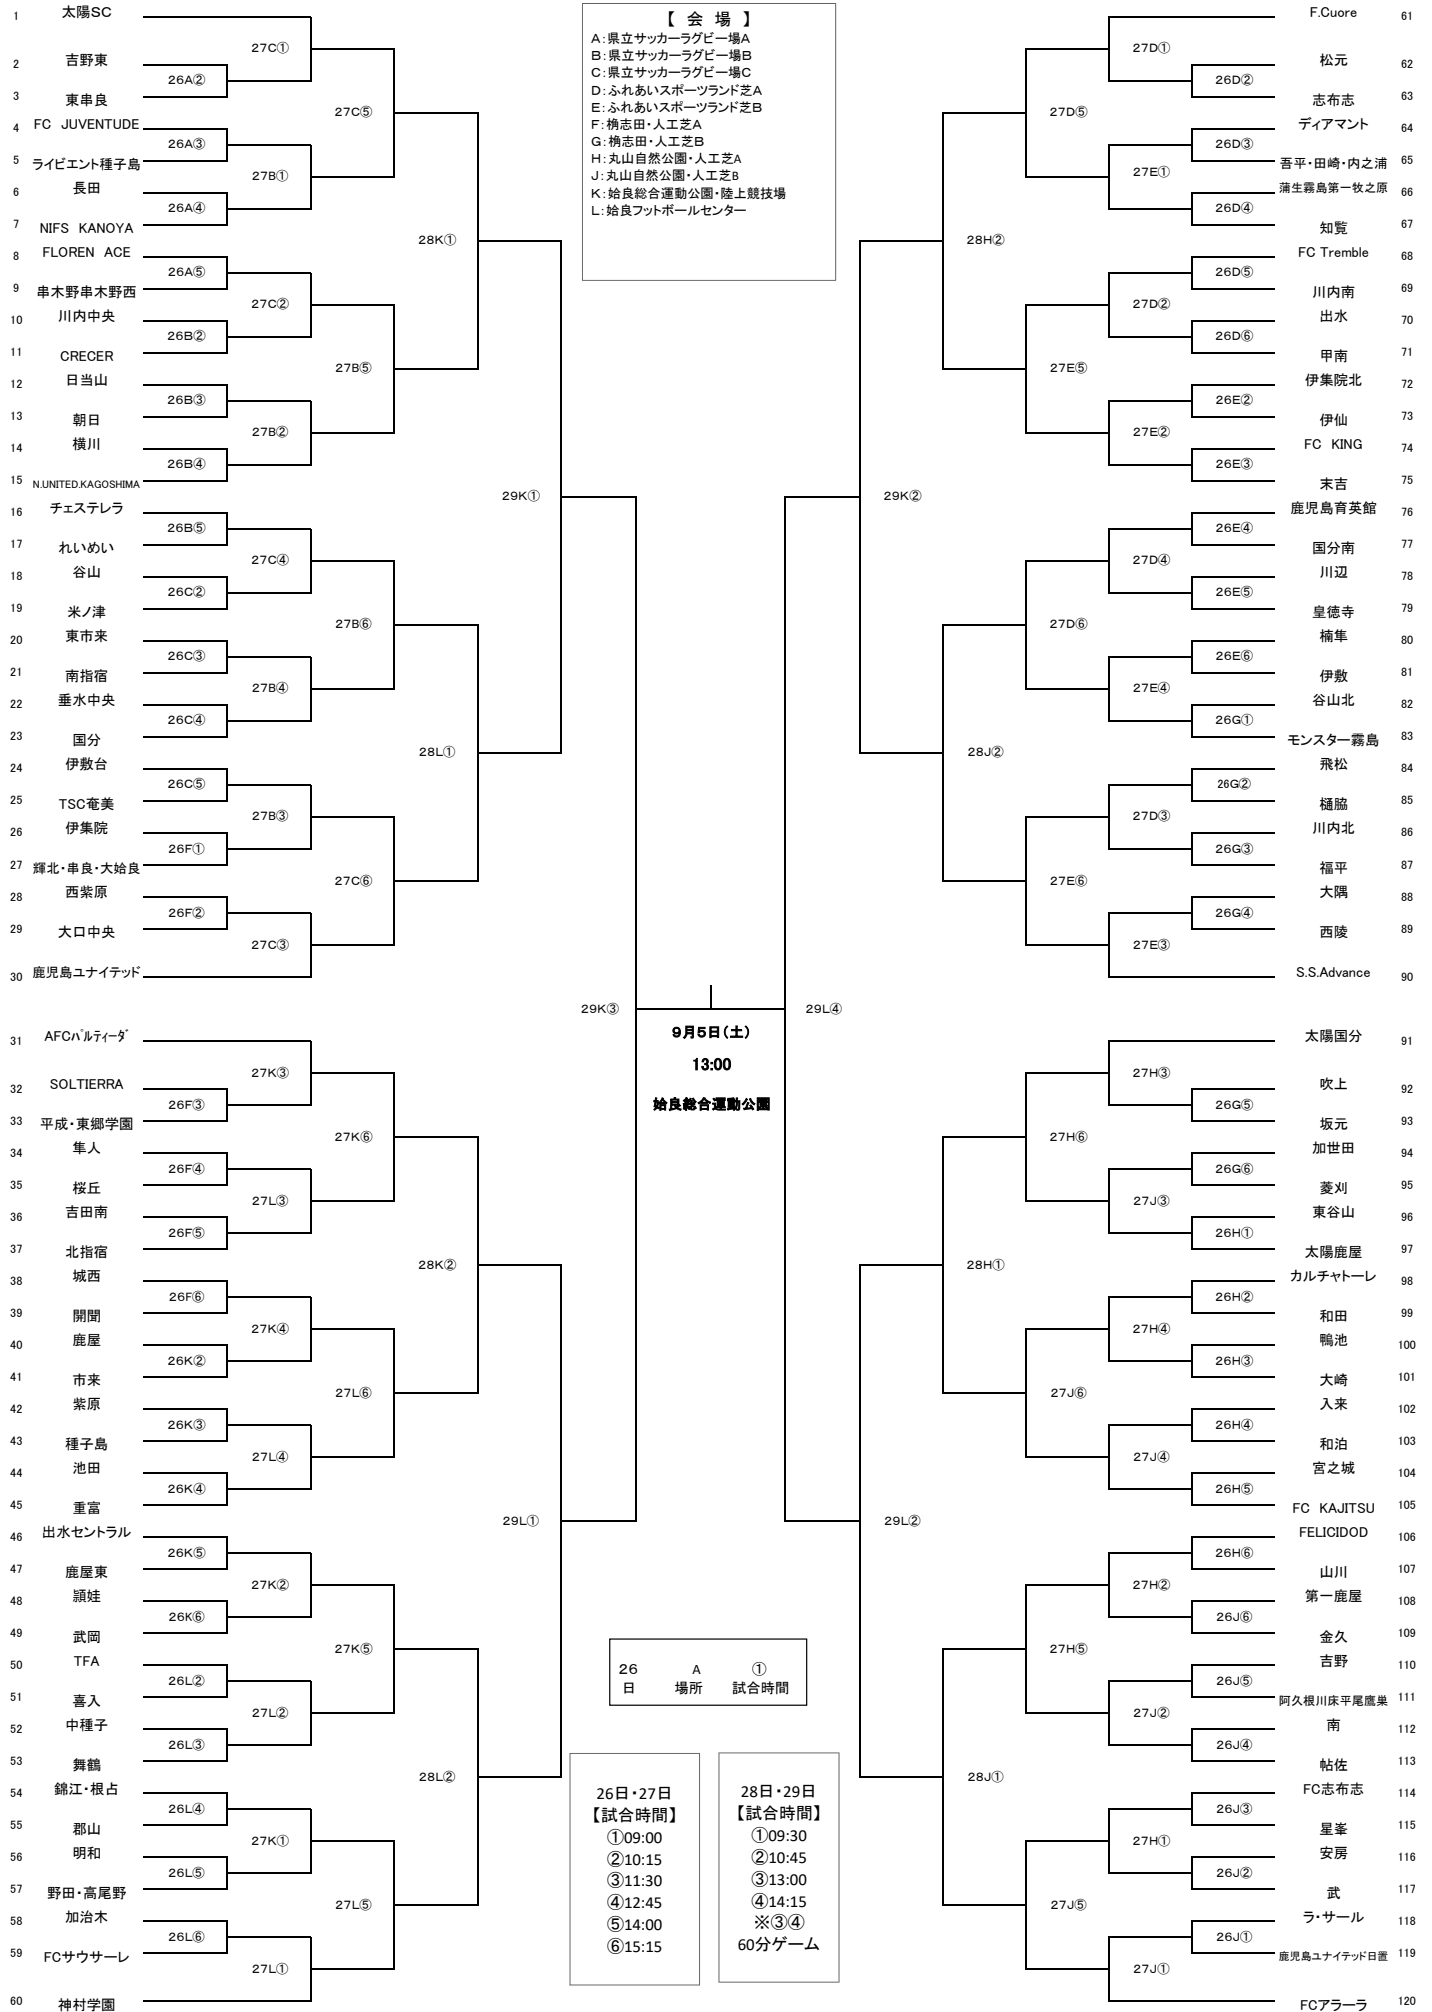 1 太陽SC
27C①
2 吉野東
26A②
3 東串良
27C⑤
4 FC JUVENTUDE
26A③
5 ライビエント種子島
27B①
6 長田
26A④
7 NIFS KANOYA
28K①
8 FLOREN ACE
26A⑤
9 串木野串木野西
27C②
10 川内中央
26B②
11 CRECER
27B⑤
12 日当山
26B③
13 朝日
27B②
14 横川
26B④
15 N.UNITED.KAGOSHIMA
29K①
16 チェステレラ
26B⑤
17 れいめい
27C④
18 谷山
26C②
19 米ノ津
27B⑥
20 東市来
26C③
21 南指宿
27B④
22 垂水中央
26C④
23 国分
28L①
24 伊敷台
26C⑤
25 TSC奄美
27B③
26 伊集院
26F①
27 輝北・串良・大姶良
27C⑥
28 西紫原
26F②
29 大口中央
27C③
30 鹿児島ユナイテッド
29K③
31 AFCパルティーダ
27K③
32 SOLTIERRA
26F③
33 平成・東郷学園
27K⑥
34 隼人
26F④
35 桜丘
27L③
36 吉田南
26F⑤
37 北指宿
28K②
38 城西
26F⑥
39 開聞
27K④
40 鹿屋
26K②
41 市来
27L⑥
42 紫原
26K③
43 種子島
27L④
44 池田
26K④
45 重富
29L①
46 出水セントラル
26K⑤
47 鹿屋東
27K②
48 頴娃
26K⑥
49 武岡
27K⑤
50 TFA
26L②
51 喜入
27L②
52 中種子
26L③
53 舞鶴
28L②
54 錦江・根占
26L④
55 郡山
27K①
56 明和
26L⑤
57 野田・高尾野
27L⑤
58 加治木
26L⑥
59 FCサウサーレ
27L①
60 神村学園
【 会 場 】
A:県立サッカーラグビー場A
B:県立サッカーラグビー場B
C:県立サッカーラグビー場C
D:ふれあいスポーツランド芝A
E:ふれあいスポーツランド芝B
F:桷志田・人工芝A
G:桷志田・人工芝B
H:丸山自然公園・人工芝A
J:丸山自然公園・人工芝B
K:姶良総合運動公園・陸上競技場
L:姶良フットボールセンター
9月5日(土)
13:00
姶良総合運動公園
26 A ①
日 場所 試合時間
26日・27日
【試合時間】
①09:00
②10:15
③11:30
④12:45
⑤14:00
⑥15:15
28日・29日
【試合時間】
①09:30
②10:45
③13:00
④14:15
※③④
60分ゲーム
F.Cuore 61
27D①
松元 62
26D②
志布志 63
27D⑤
ディアマント 64
26D③
吾平・田崎・内之浦 65
27E①
蒲生霧島第一牧之原 66
26D④
知覧 67
28H②
FC Tremble 68
26D⑤
川内南 69
27D②
出水 70
26D⑥
甲南 71
27E⑤
伊集院北 72
26E②
伊仙 73
27E②
FC KING 74
26E③
末吉 75
29K②
鹿児島育英館 76
26E④
国分南 77
27D④
川辺 78
26E⑤
皇徳寺 79
27D⑥
楠隼 80
26E⑥
伊敷 81
27E④
谷山北 82
26G①
モンスター霧島 83
28J②
飛松 84
26G②
樋脇 85
27D③
川内北 86
26G③
福平 87
27E⑥
大隅 88
26G④
西陵 89
27E③
S.S.Advance 90
29L④
太陽国分 91
27H③
吹上 92
26G⑤
坂元 93
27H⑥
加世田 94
26G⑥
菱刈 95
27J③
東谷山 96
26H①
太陽鹿屋 97
28H①
カルチャトーレ 98
26H②
和田 99
27H④
鴨池 100
26H③
大崎 101
27J⑥
入来 102
26H④
和泊 103
27J④
宮之城 104
26H⑤
FC KAJITSU 105
29L②
FELICIDOD 106
26H⑥
山川 107
27H②
第一鹿屋 108
26J⑥
金久 109
27H⑤
吉野 110
26J⑤
阿久根川床平尾鷹巣 111
27J②
南 112
26J④
帖佐 113
28J①
FC志布志 114
26J③
星峯 115
27H①
安房 116
26J②
武 117
27J⑤
ラ・サール 118
26J①
鹿児島ユナイテッド日置 119
27J①
FCアラーラ 120